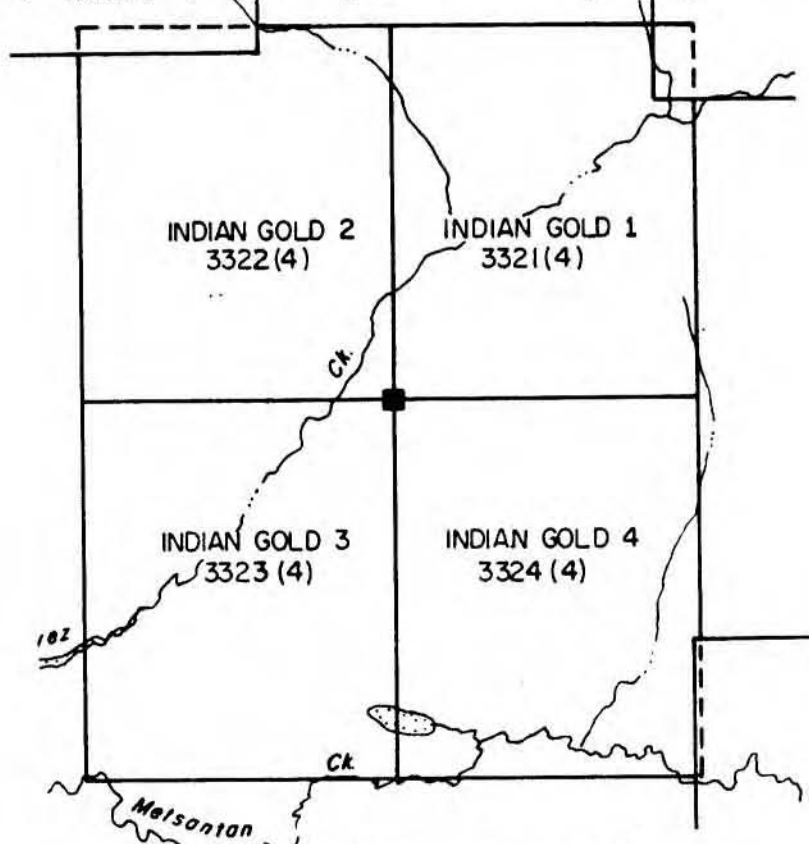 INDIAN GOLD 2
3322(4)
INDIAN GOLD 1
3321(4)
Ck.
INDIAN GOLD 3
3323(4)
INDIAN GOLD 4
3324(4)
Ck.
Metsantan